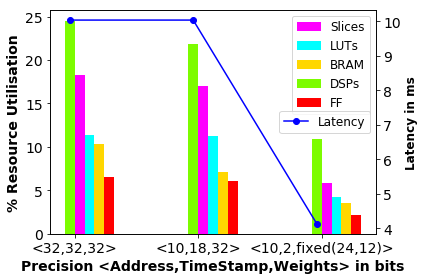 % Resource Utilisation
25
20
15
10
5
0
Slices
LUTs
BRAM
DSPs
FF
Latency
10
9
8
7
6
5
4
Latency in ms
<32,32,32> <10,18,32> <10,2,fixed(24,12)>
Precision <Address,TimeStamp,Weights> in bits